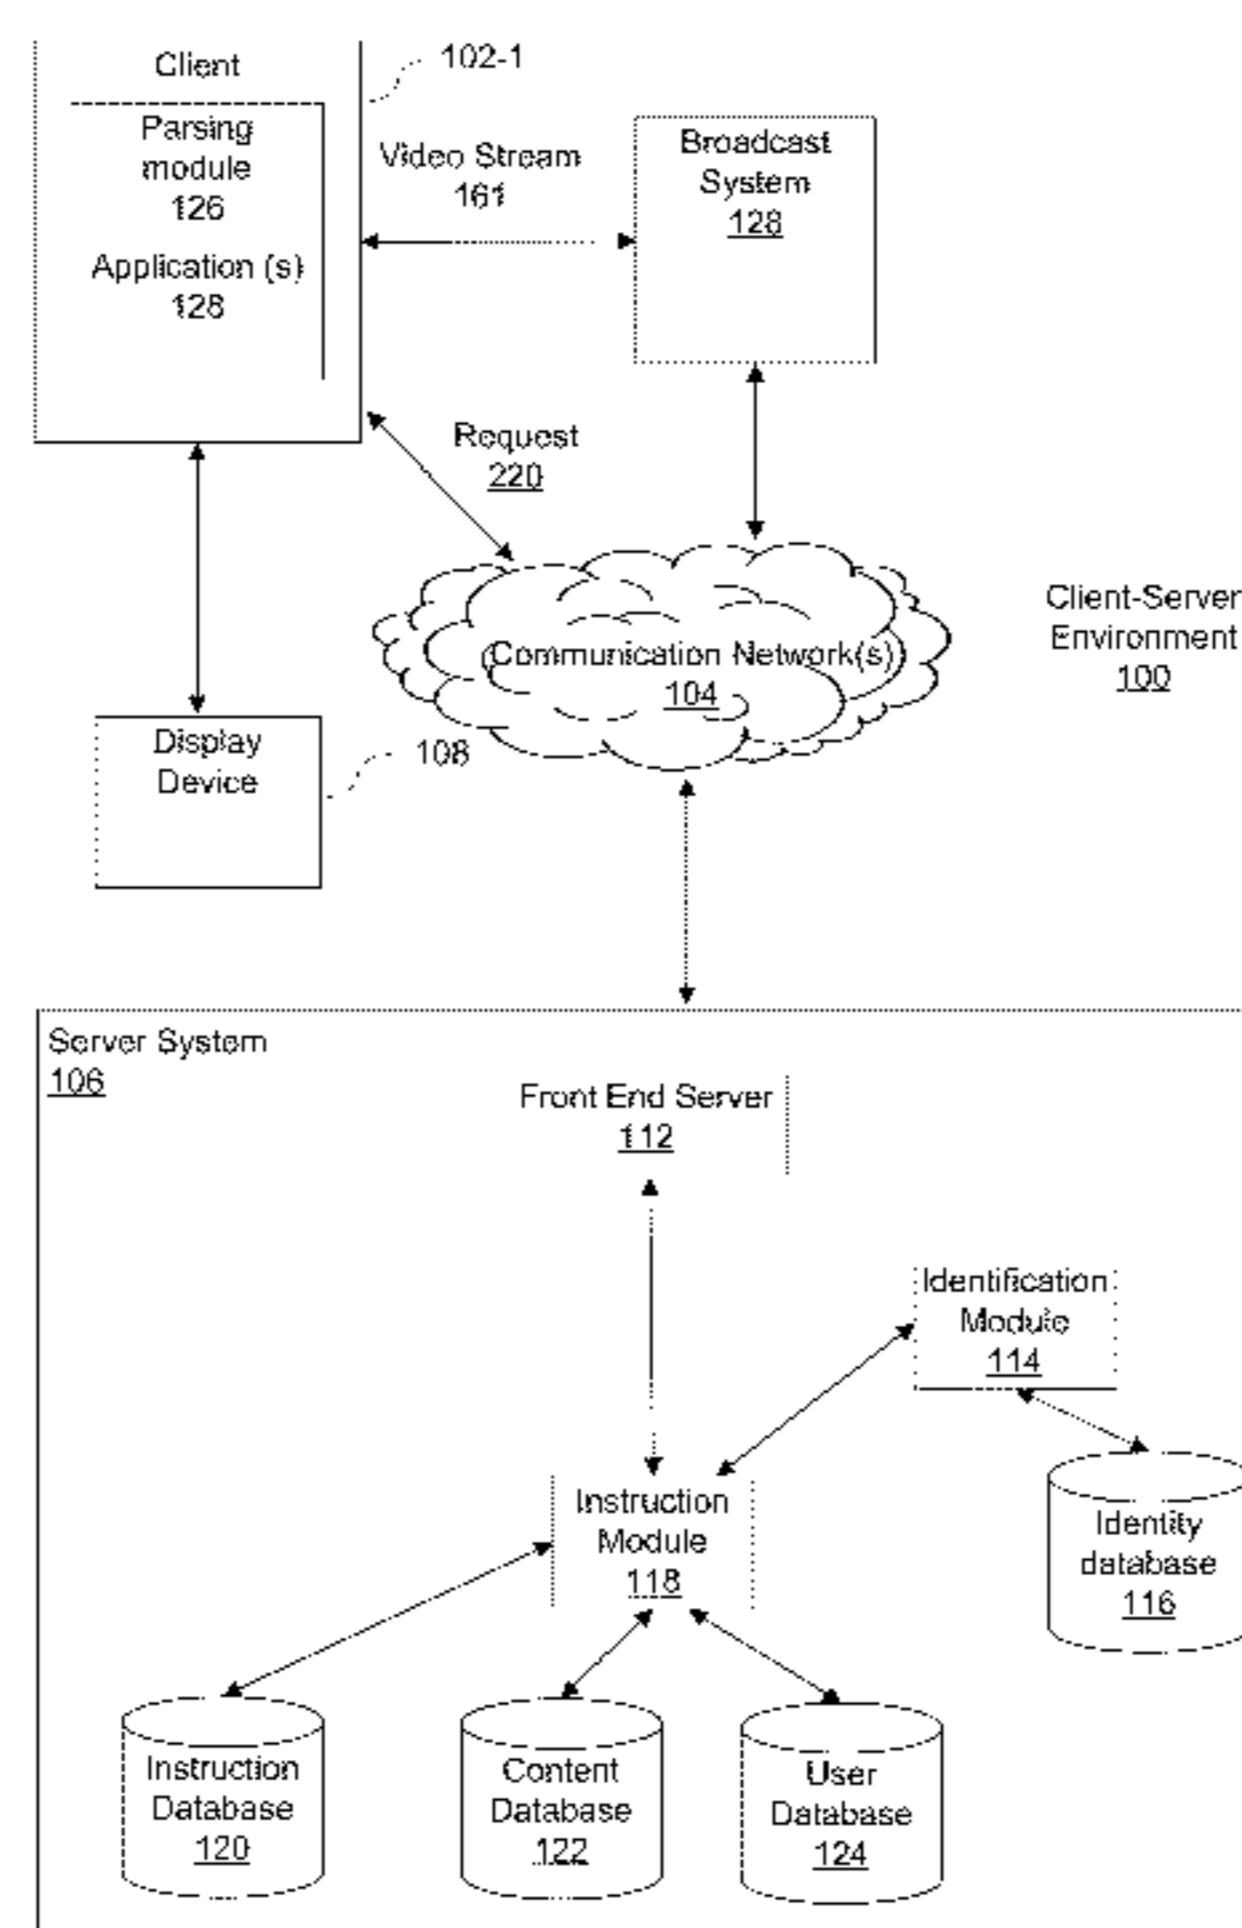 Client
102-1
Parsing
module
126
Application (s)
128
Video Stream
161
Broadcast
System
128
Request
220
Communication Network(s)
104
Client-Server
Environment
100
Display
Device
108
Server System
106
Front End Server
112
Identification
Module
114
Instruction
Module
118
Identity
database
116
Instruction
Database
120
Content
Database
122
User
Database
124